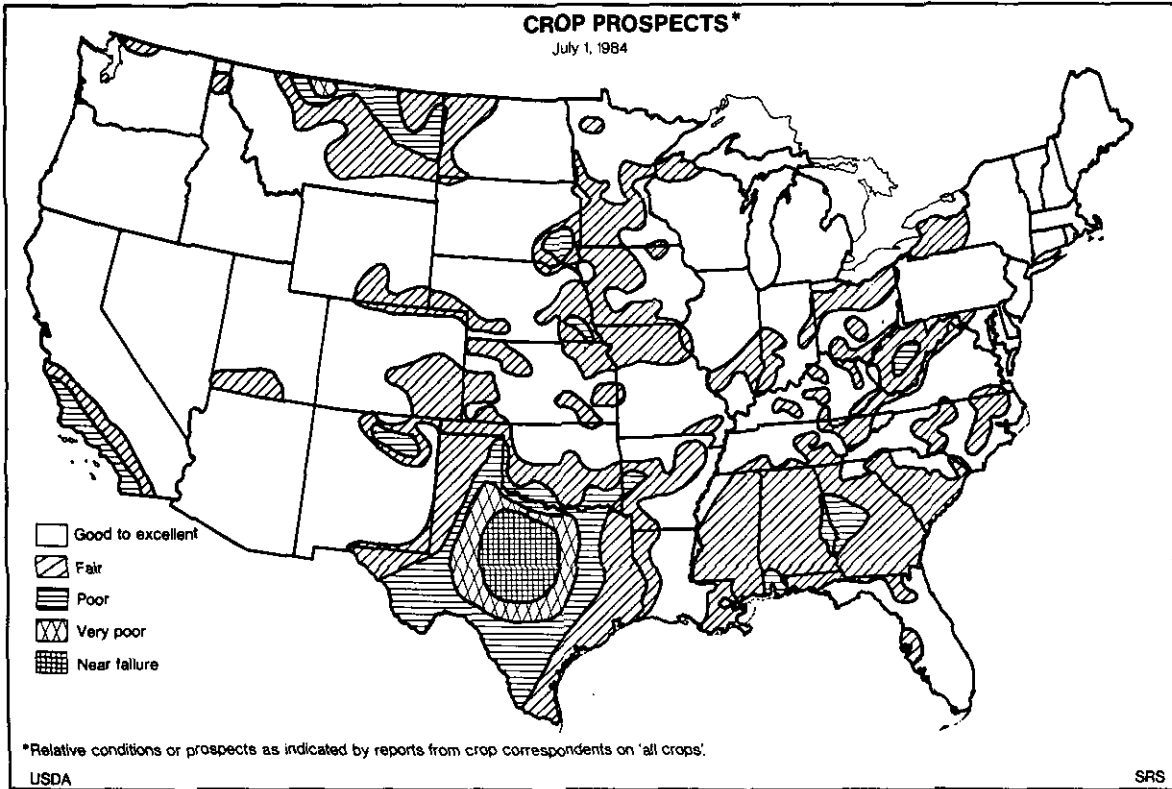 CROP PROSPECTS*
July 1, 1984
Good to excellent
Fair
Poor
Very poor
Near failure
*Relative conditions or prospects as indicated by reports from crop correspondents on 'all crops'.
USDA
SRS